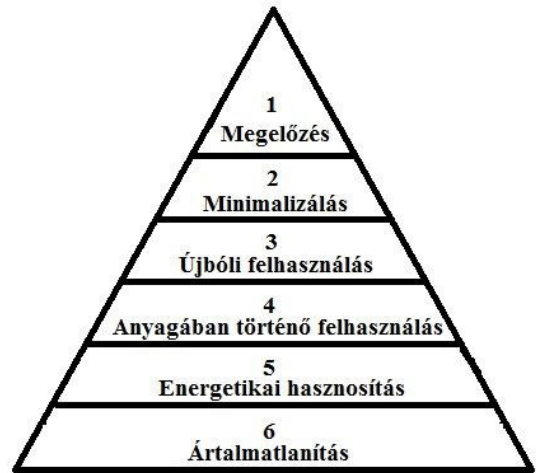 1
Megelőzés
2
Minimalizálás
3
Újbóli felhasználás
4
Anyagában történő felhasználás
5
Energetikai hasznosítás
6
Ártalmatlanítás